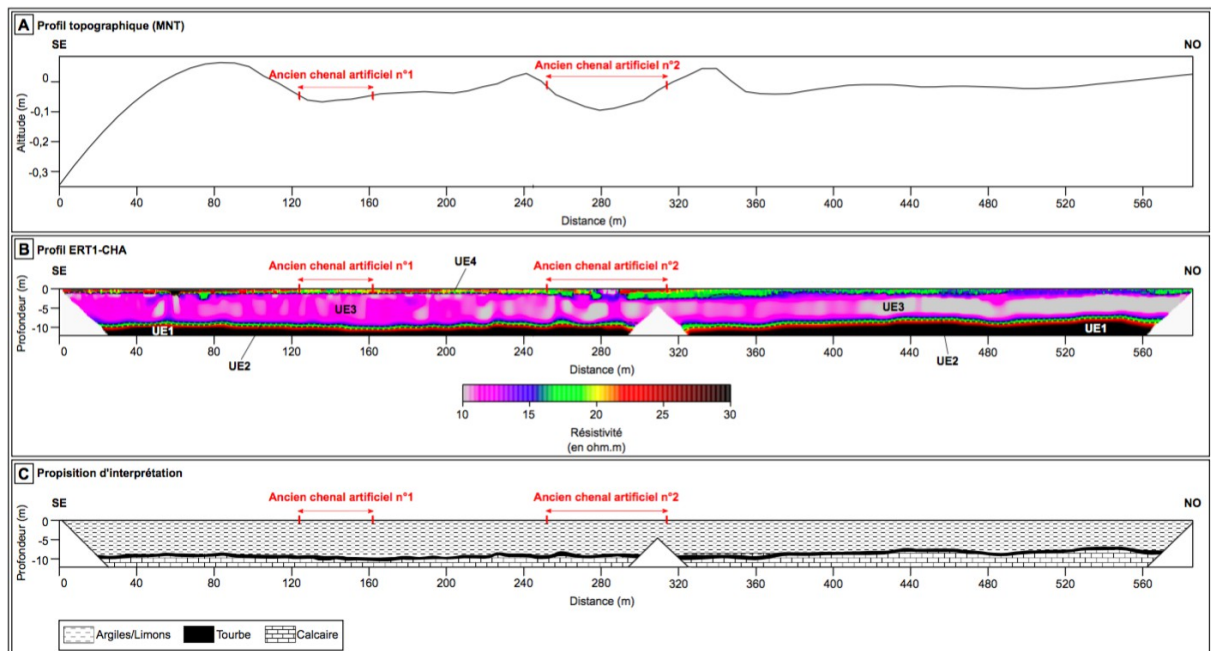 A Profil topographique (MNT)
SE NO
Ancien chenal artificiel n°1 Ancien chenal artificiel n°2
Altitude (m)
0
-0,1
-0,2
-0,3
0 40 80 120 160 200 240 280 320 360 400 440 480 520 560
Distance (m)
B Profil ERT1-CHA
SE NO
Ancien chenal artificiel n°1 UE4 Ancien chenal artificiel n°2
Profondeur (m)
0
-5
-10
UE3 UE3
UE1 UE1
0 40 80 120 160 200 240 280 320 360 400 440 480 520 560
UE2 UE2
Distance (m)
10 15 20 25 30
Résistivité
(en ohm.m)
C Propisition d'interprétation
SE NO
Ancien chenal artificiel n°1 Ancien chenal artificiel n°2
Profondeur (m)
0
-5
-10
0 40 80 120 160 200 240 280 320 360 400 440 480 520 560
Distance (m)
Argiles/Limons Tourbe Calcaire